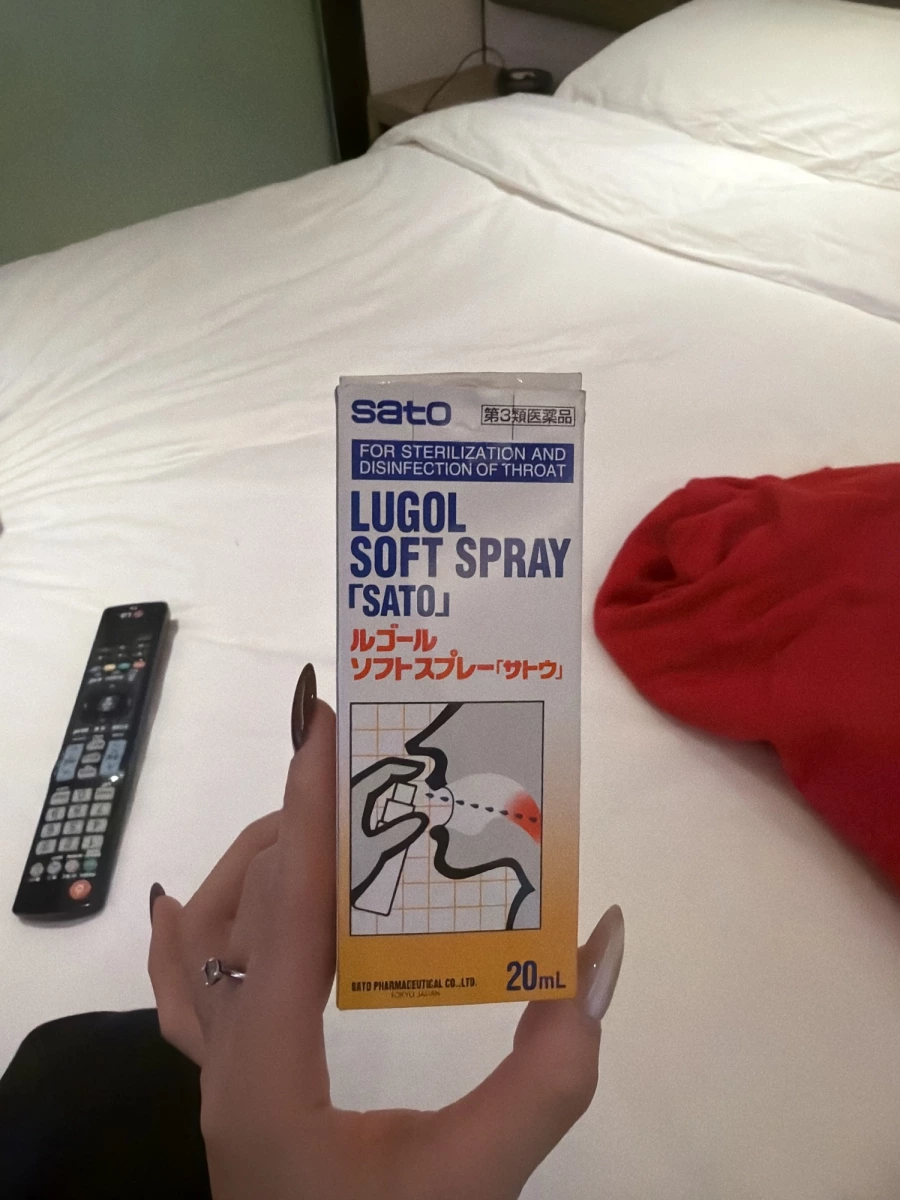 sato
第3類医薬品
FOR STERILIZATION AND
DISINFECTION OF THROAT
LUGOL
SOFT SPRAY
「SATO」
ルゴール
ソフトスプレー「サトウ」
SATO PHARMACEUTICAL CO.,LTD.
TOKYO JAPAN
20mL